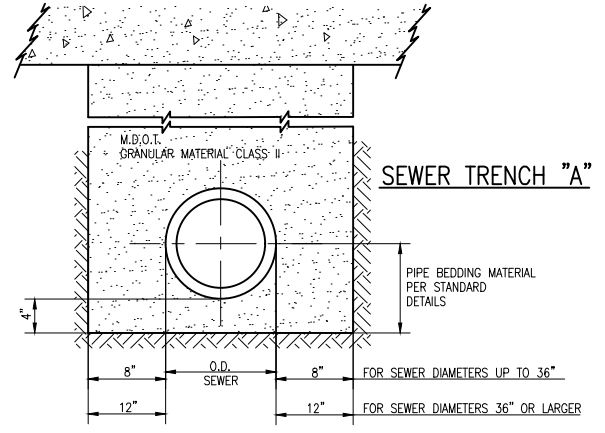 M.D.O.T.
GRANULAR MATERIAL CLASS II
SEWER TRENCH "A"
PIPE BEDDING MATERIAL
PER STANDARD
DETAILS
4"
8"
O.D.
SEWER
8"
FOR SEWER DIAMETERS UP TO 36"
12"
12"
FOR SEWER DIAMETERS 36" OR LARGER